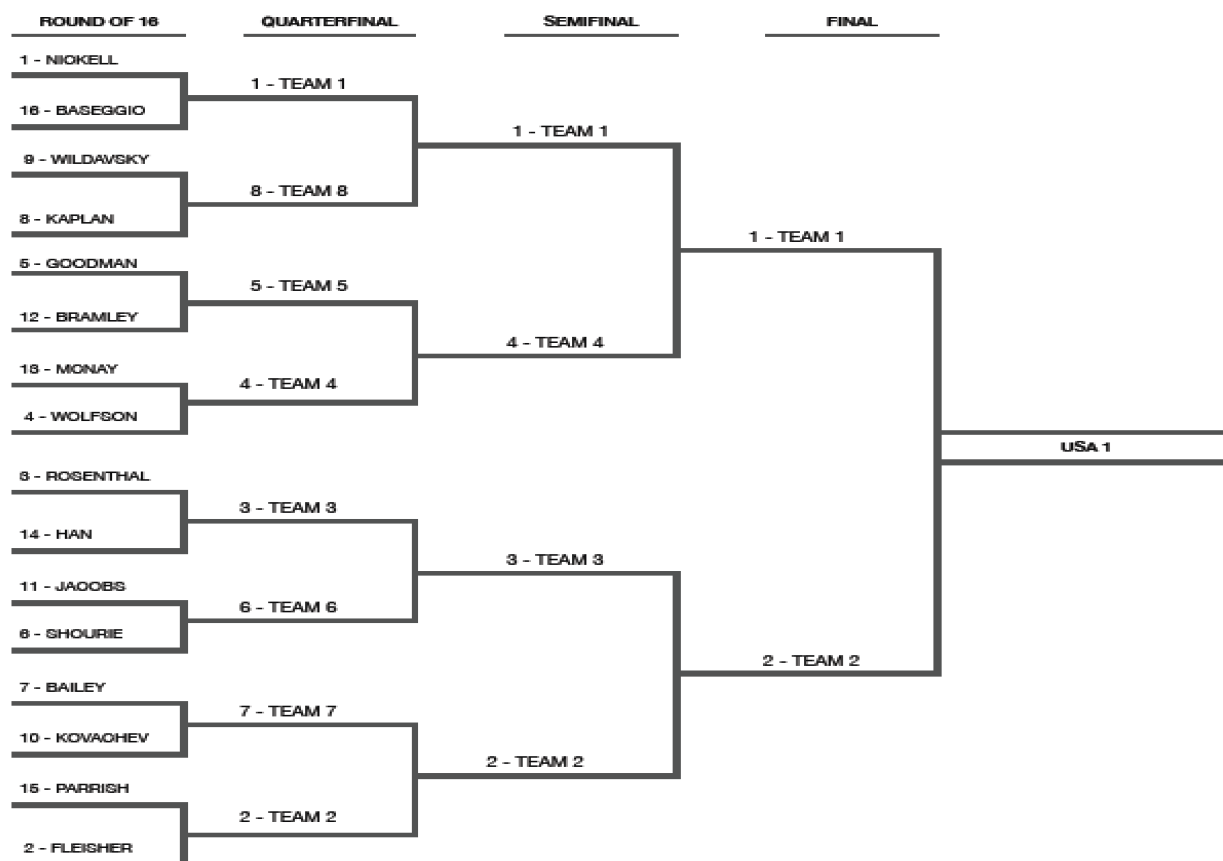 ROUND OF 16 QUARTERFINAL SEMIFINAL FINAL
1 - NICKELL
1 - TEAM 1
16 - BASEGGIO
1 - TEAM 1
9 - WILDAVSKY
8 - TEAM 8
8 - KAPLAN
1 - TEAM 1
5 - GOODMAN
5 - TEAM 5
12 - BRAMLEY
4 - TEAM 4
13 - MCNAY
4 - TEAM 4
4 - WOLFSON
USA 1
3 - ROSENTHAL
3 - TEAM 3
14 - HAN
3 - TEAM 3
11 - JACOBS
6 - TEAM 6
6 - SHOURIE
2 - TEAM 2
7 - BAILEY
7 - TEAM 7
10 - KOVACHEV
2 - TEAM 2
15 - PARRISH
2 - TEAM 2
2 - FLEISHER